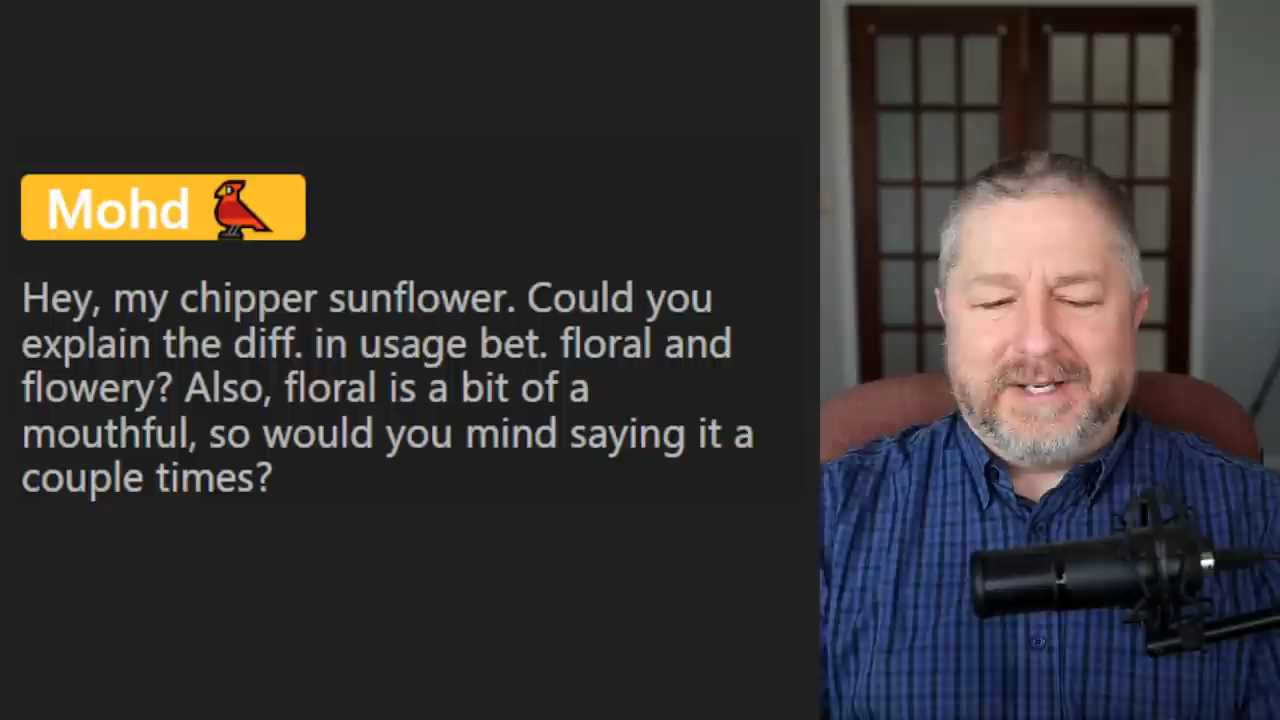 Mohd
Hey, my chipper sunflower. Could you
explain the diff. in usage bet. floral and
flowery? Also, floral is a bit of a
mouthful, so would you mind saying it a
couple times?